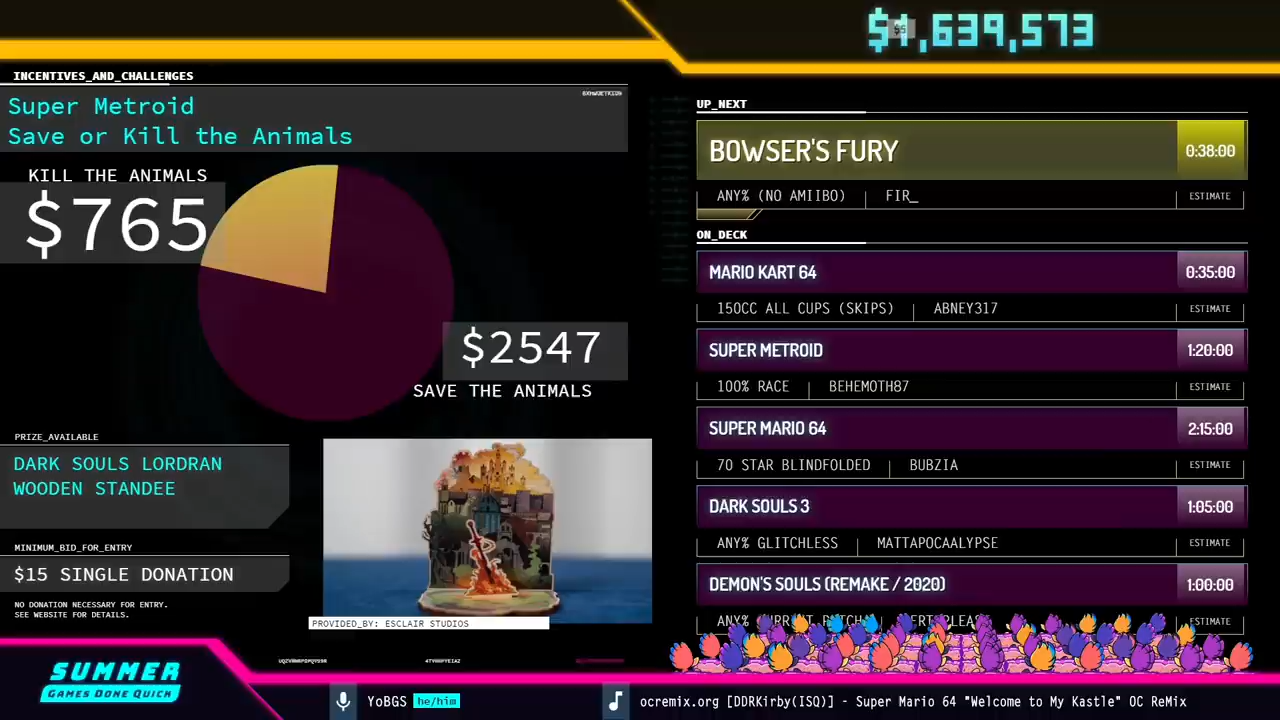 $1,639,573
INCENTIVES_AND_CHALLENGES
Super Metroid
Save or Kill the Animals
KILL THE ANIMALS
$765
$2547
SAVE THE ANIMALS
PRIZE_AVAILABLE
DARK SOULS LORDRAN
WOODEN STANDEE
MINIMUM_BID_FOR_ENTRY
$15 SINGLE DONATION
NO DONATION NECESSARY FOR ENTRY.
SEE WEBSITE FOR DETAILS.
PROVIDED_BY: ESCLAIR STUDIOS
UP_NEXT
BOWSER'S FURY
0:38:00
ANY% (NO AMIIBO)
FIR_
ESTIMATE
ON_DECK
MARIO KART 64
0:35:00
150CC ALL CUPS (SKIPS)
ABNEY317
ESTIMATE
SUPER METROID
1:20:00
100% RACE
BEHEMOTH87
ESTIMATE
SUPER MARIO 64
2:15:00
70 STAR BLINDFOLDED
BUBZIA
ESTIMATE
DARK SOULS 3
1:05:00
ANY% GLITCHLESS
MATTAPOCAALYPSE
ESTIMATE
DEMON'S SOULS (REMAKE / 2020)
1:00:00
ANY%
ESTIMATE
SUMMER
GAMES DONE QUICK
YoBGS he/him
ocremix.org [DDRKirby(ISQ)] - Super Mario 64 "Welcome to My Kastle" OC ReMix